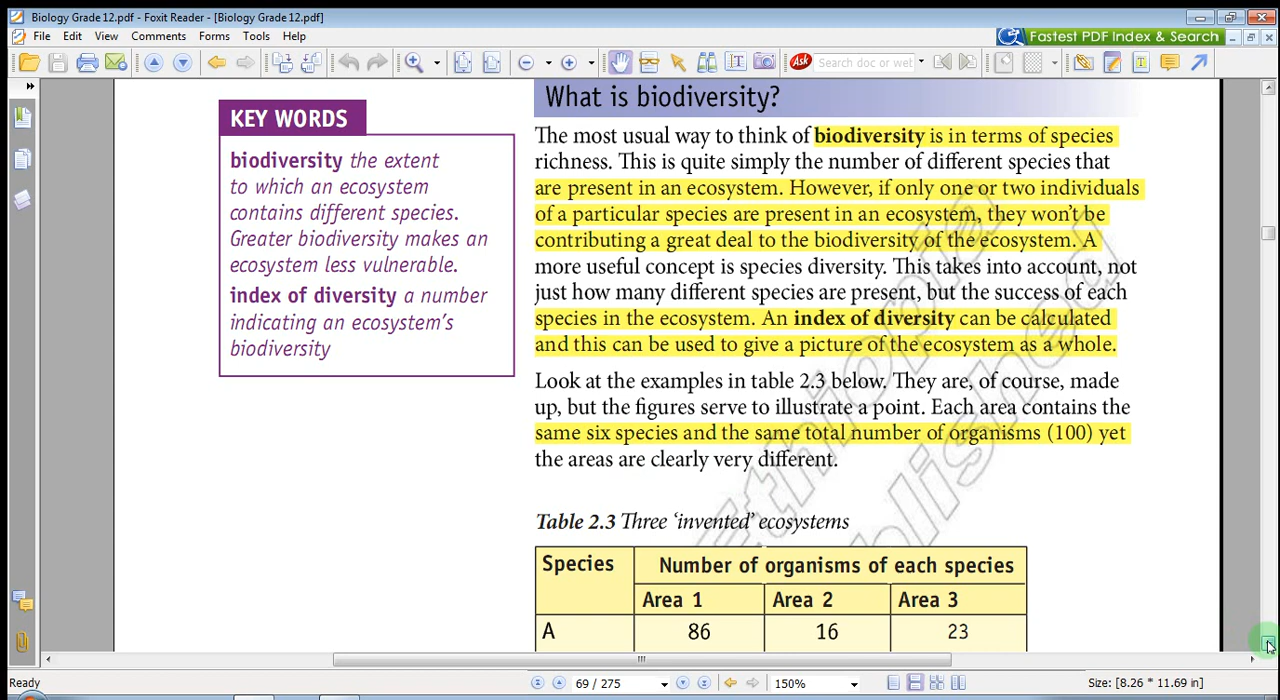 Biology Grade 12.pdf - Foxit Reader - [Biology Grade 12.pdf]
File Edit View Comments Forms Tools Help
Fastest PDF Index & Search
Ask Search doc or wel
What is biodiversity?
KEY WORDS
biodiversity the extent
to which an ecosystem
contains different species.
Greater biodiversity makes an
ecosystem less vulnerable.
index of diversity a number
indicating an ecosystem's
biodiversity
The most usual way to think of biodiversity is in terms of species
richness. This is quite simply the number of different species that
are present in an ecosystem. However, if only one or two individuals
of a particular species are present in an ecosystem, they won't be
contributing a great deal to the biodiversity of the ecosystem. A
more useful concept is species diversity. This takes into account, not
just how many different species are present, but the success of each
species in the ecosystem. An index of diversity can be calculated
and this can be used to give a picture of the ecosystem as a whole.
Look at the examples in table 2.3 below. They are, of course, made
up, but the figures serve to illustrate a point. Each area contains the
same six species and the same total number of organisms (100) yet
the areas are clearly very different.
Table 2.3 Three 'invented' ecosystems
Species Number of organisms of each species
Area 1 Area 2 Area 3
A 86 16 23
Ethiopia
Ready 69 / 275 150% Size: [8.26 * 11.69 in]